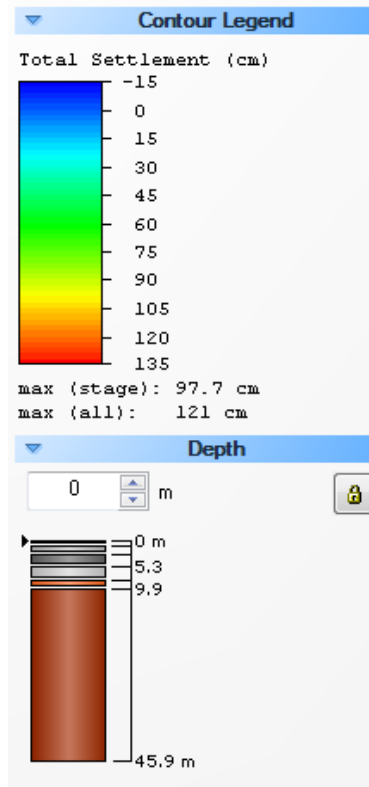 Contour Legend
Total Settlement (cm)
-15
0
15
30
45
60
75
90
105
120
135
max (stage): 97.7 cm
max (all): 121 cm
Depth
0 m
0 m
5.3
9.9
45.9 m